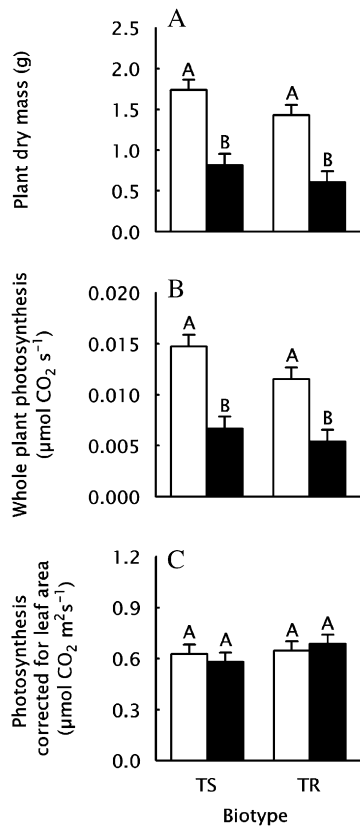 A
Plant dry mass (g)
2.5
2.0
1.5
1.0
0.5
0.0
A
B
A
B
B
Whole plant photosynthesis
(µmol CO₂ s⁻¹)
0.020
0.015
0.010
0.005
0.000
A
B
A
B
C
Photosynthesis
corrected for leaf area
(µmol CO₂ m²s⁻¹)
1.2
0.9
0.6
0.3
0.0
A
A
A
A
TS
TR
Biotype